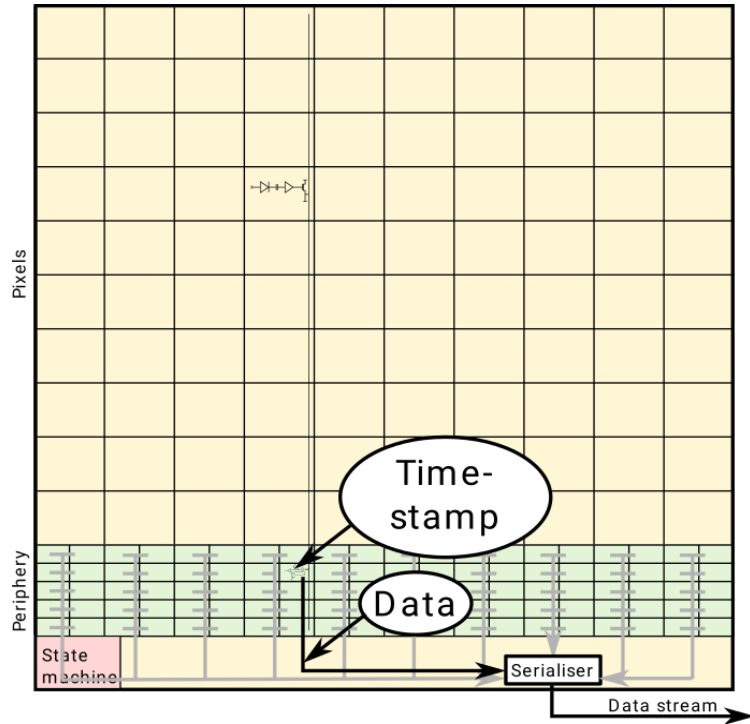 Pixels
Time-
stamp
Periphery
Data
State
machine
Serialiser
Data stream